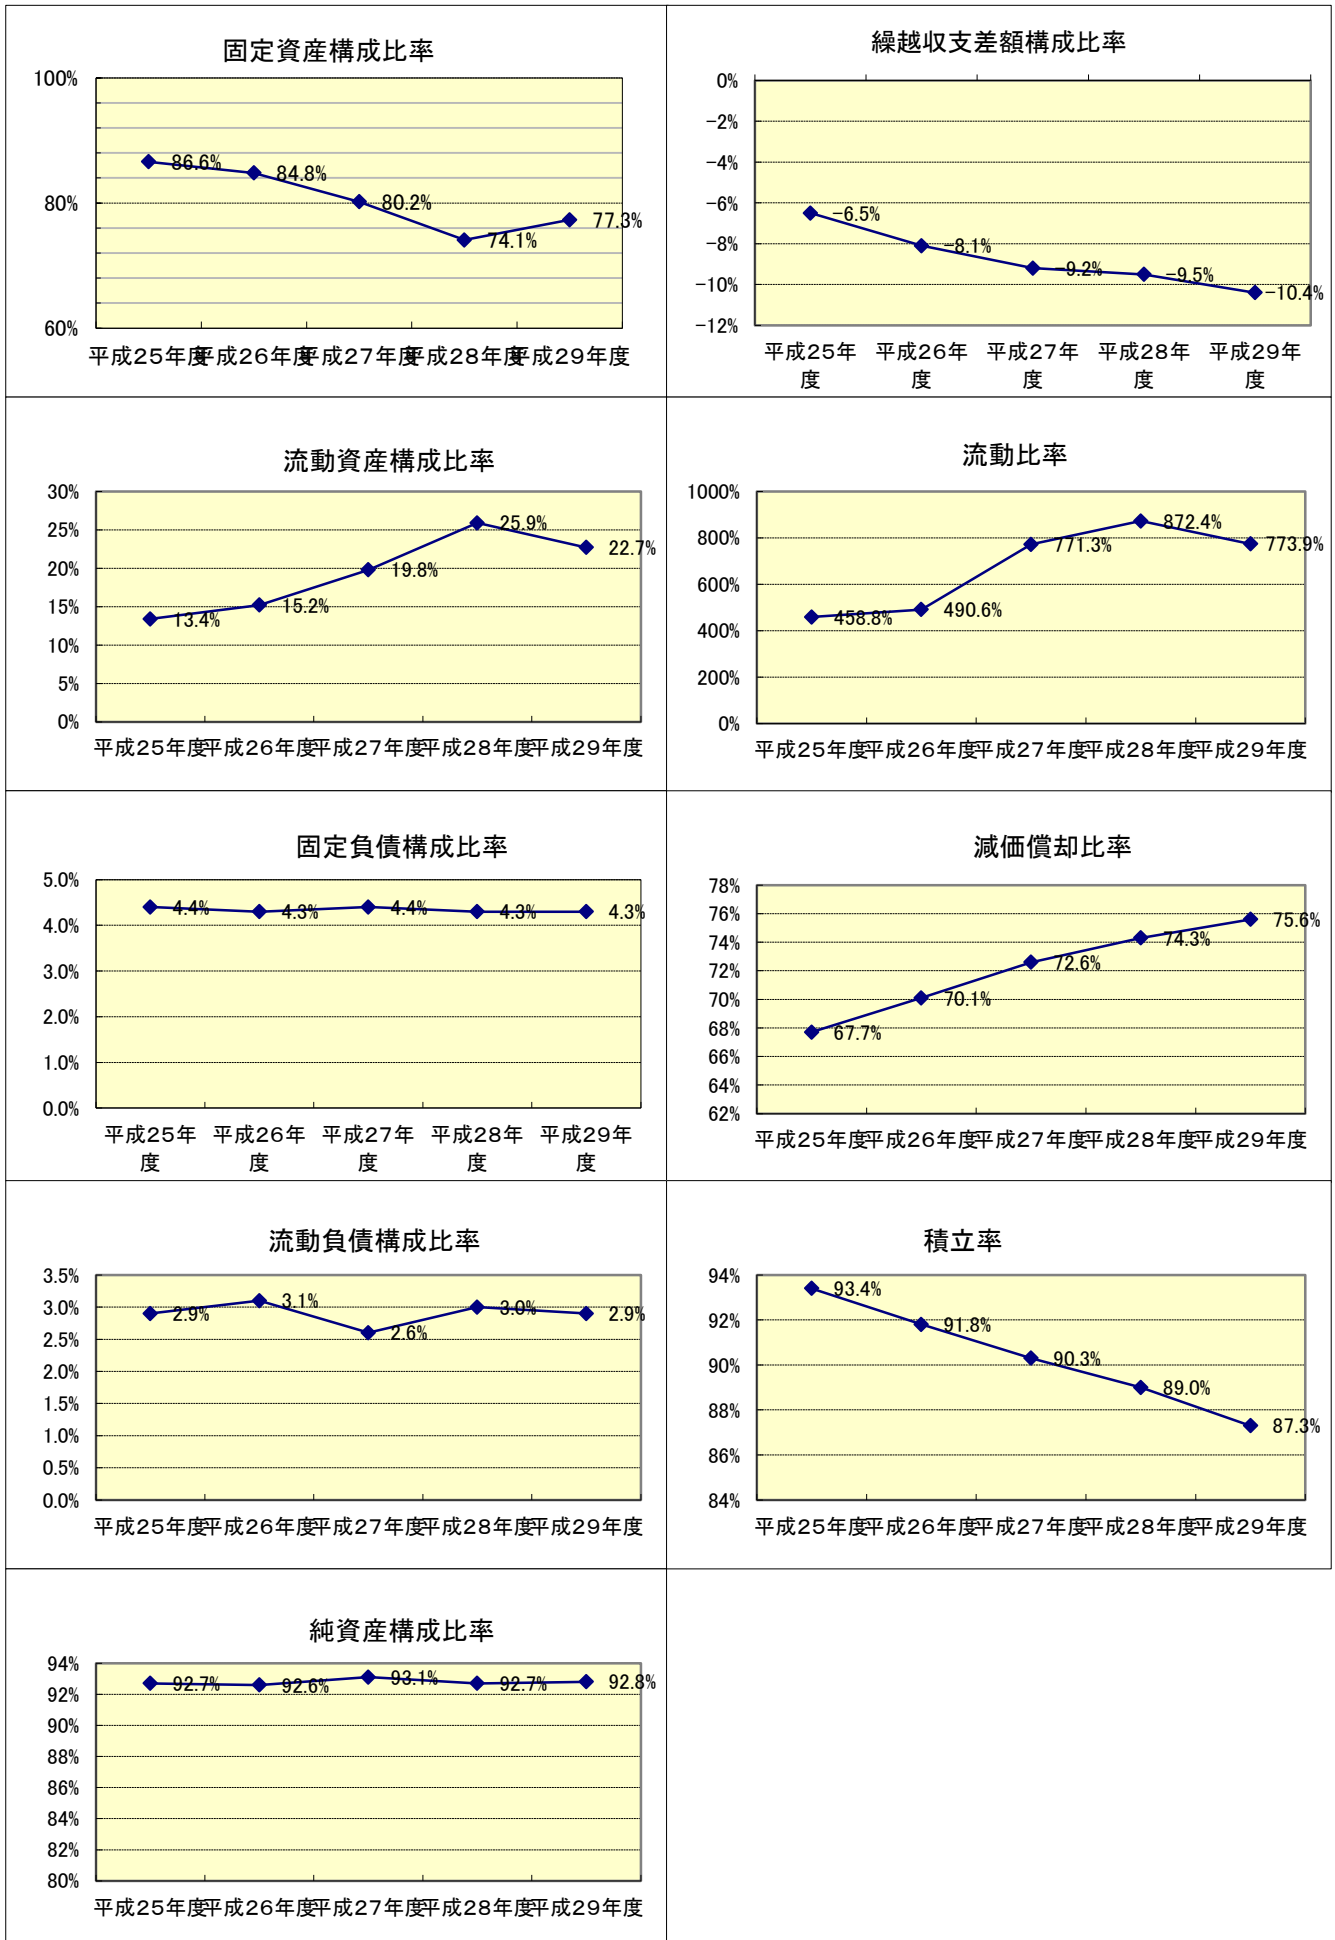 固定資産構成比率
100%
80%
60%
86.6%
84.8%
80.2%
74.1%
77.3%
平成25年度
平成26年度
平成27年度
平成28年度
平成29年度
繰越収支差額構成比率
0%
-2%
-4%
-6%
-8%
-10%
-12%
-6.5%
-8.1%
-9.2%
-9.5%
-10.4%
平成25年
度
平成26年
度
平成27年
度
平成28年
度
平成29年
度
流動資産構成比率
30%
25%
20%
15%
10%
5%
0%
13.4%
15.2%
19.8%
25.9%
22.7%
平成25年度
平成26年度
平成27年度
平成28年度
平成29年度
流動比率
1000%
800%
600%
400%
200%
0%
458.8%
490.6%
771.3%
872.4%
773.9%
平成25年度
平成26年度
平成27年度
平成28年度
平成29年度
固定負債構成比率
5.0%
4.0%
3.0%
2.0%
1.0%
0.0%
4.4%
4.3%
4.4%
4.3%
4.3%
平成25年
度
平成26年
度
平成27年
度
平成28年
度
平成29年
度
減価償却比率
78%
76%
74%
72%
70%
68%
66%
64%
62%
67.7%
70.1%
72.6%
74.3%
75.6%
平成25年度
平成26年度
平成27年度
平成28年度
平成29年度
流動負債構成比率
3.5%
3.0%
2.5%
2.0%
1.5%
1.0%
0.5%
0.0%
2.9%
3.1%
2.6%
3.0%
2.9%
平成25年度
平成26年度
平成27年度
平成28年度
平成29年度
積立率
94%
92%
90%
88%
86%
84%
93.4%
91.8%
90.3%
89.0%
87.3%
平成25年度
平成26年度
平成27年度
平成28年度
平成29年度
純資産構成比率
94%
92%
90%
88%
86%
84%
82%
80%
92.7%
92.6%
93.1%
92.7%
92.8%
平成25年度
平成26年度
平成27年度
平成28年度
平成29年度